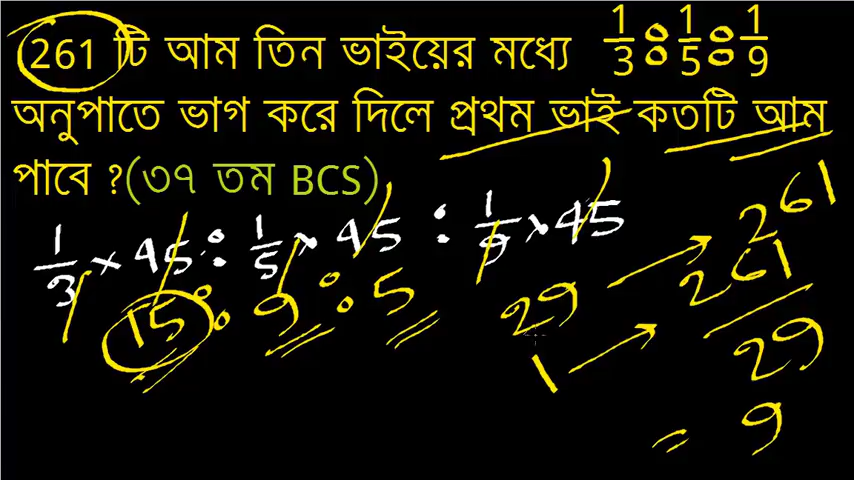 261 টি আম তিন ভাইয়ের মধ্যে 1/3 : 1/5 : 1/9
অনুপাতে ভাগ করে দিলে প্রথম ভাই কতটি আম
পাবে ?(৩৭ তম BCS)
1/3 × 45 : 1/5 × 45 : 1/9 × 45
15 : 9 : 5
29 → 261
1 → 261/29
= 9